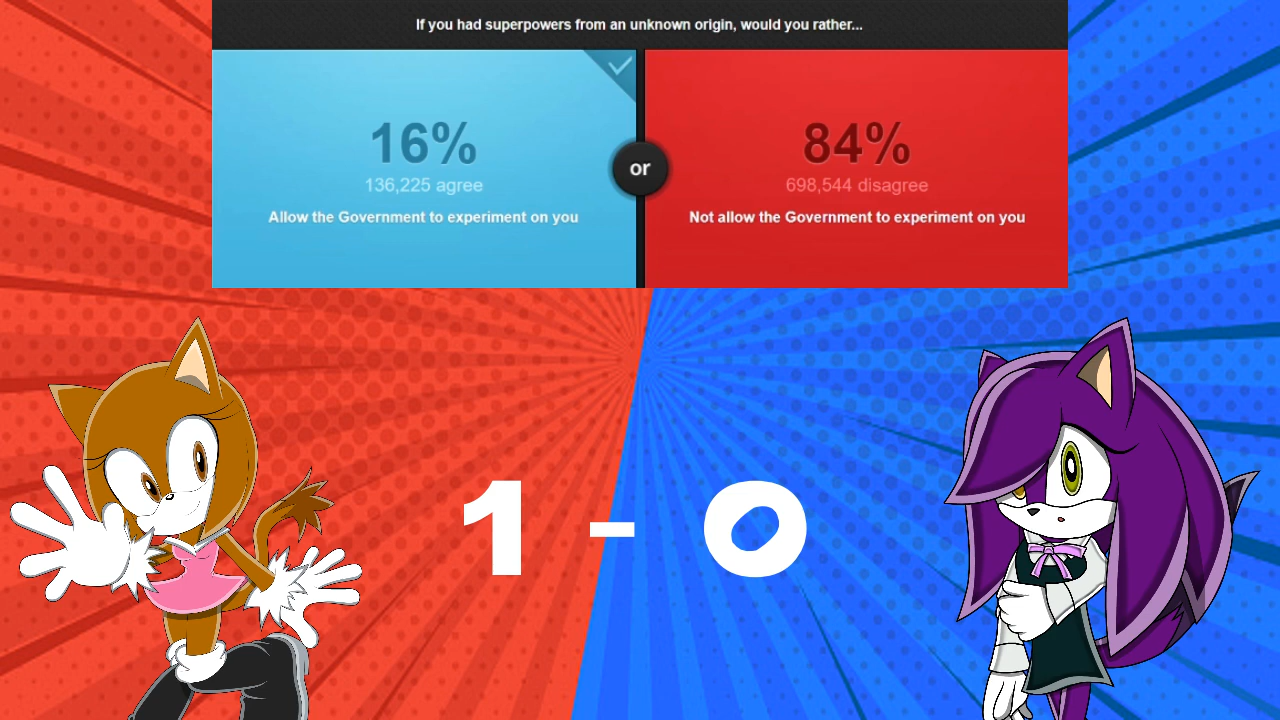 If you had superpowers from an unknown origin, would you rather...
16%
136,225 agree
Allow the Government to experiment on you
or
84%
698,544 disagree
Not allow the Government to experiment on you
1 - 0